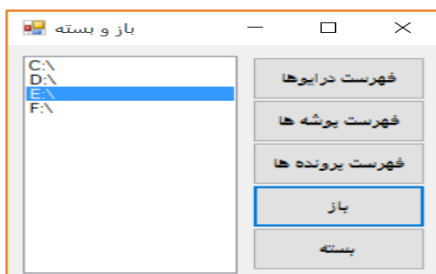 باز و بسته
C:\
D:\
E:\
F:\
فهرست درایوها
فهرست پوشه ها
فهرست پرونده ها
باز
بسته